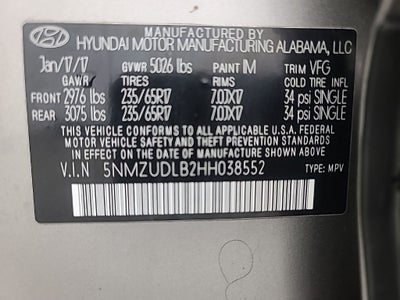 MANUFACTURED BY
HYUNDAI MOTOR MANUFACTURING ALABAMA, LLC
Jan/17/17 GVWR 5026 lbs PAINT IM TRIM VFG
GAWR TIRES RIMS COLD TIRE INFL
FRONT 2976 lbs 235/65R17 7.0JX17 34 psi SINGLE
REAR 3075 lbs 235/65R17 7.0JX17 34 psi SINGLE
THIS VEHICLE CONFORMS TO ALL APPLICABLE U.S.A. FEDERAL
MOTOR VEHICLE SAFETY AND THEFT PREVENTION STANDARDS
IN EFFECT ON THE DATE OF MANUFACTURE SHOWN ABOVE.
V.I.N 5NMZUDLB2HH038552 TYPE: MPV